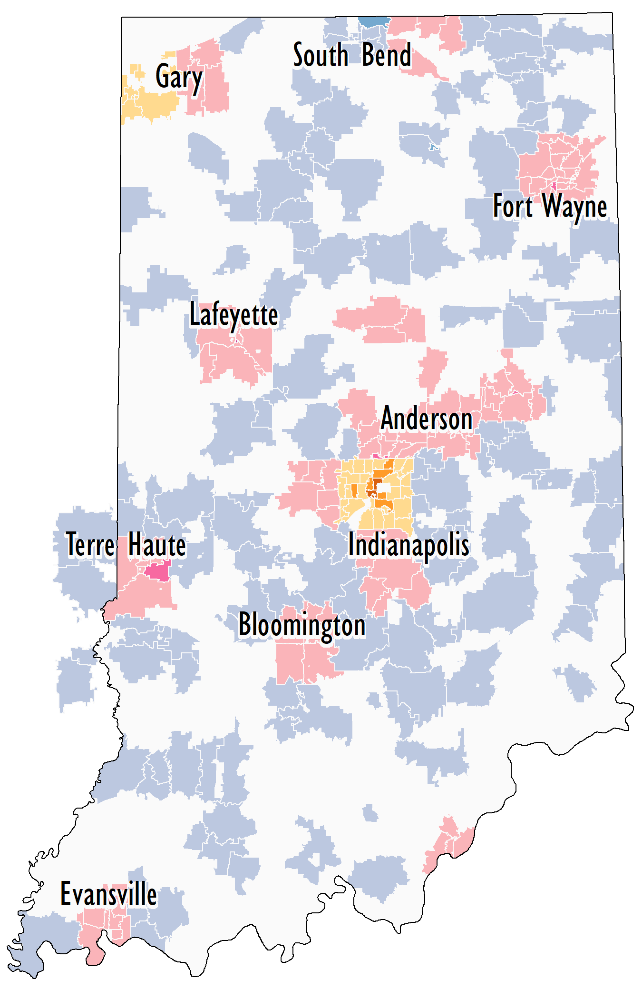 South Bend
Gary
Fort Wayne
Lafeyette
Anderson
Terre Haute
Indianapolis
Bloomington
Evansville